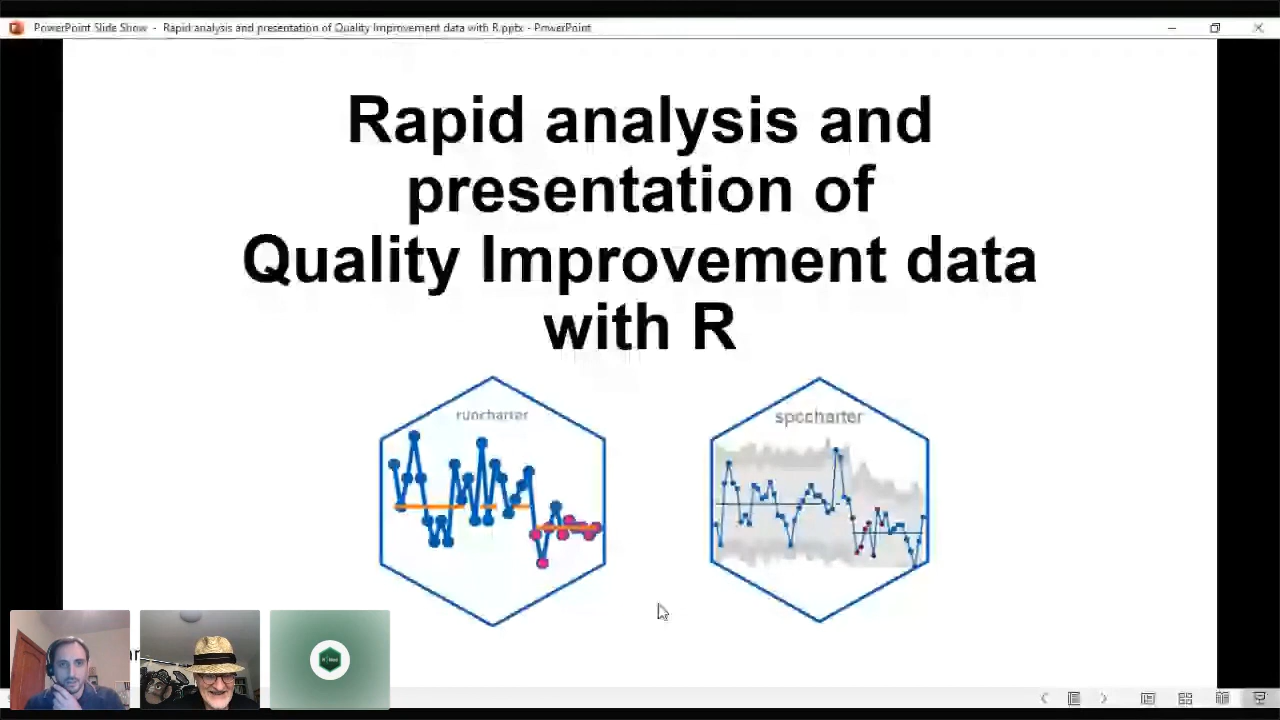 PowerPoint Slide Show - Rapid analysis and presentation of Quality Improvement data with R.pptx - PowerPoint
Rapid analysis and
presentation of
Quality Improvement data
with R
runcharter
spccharter